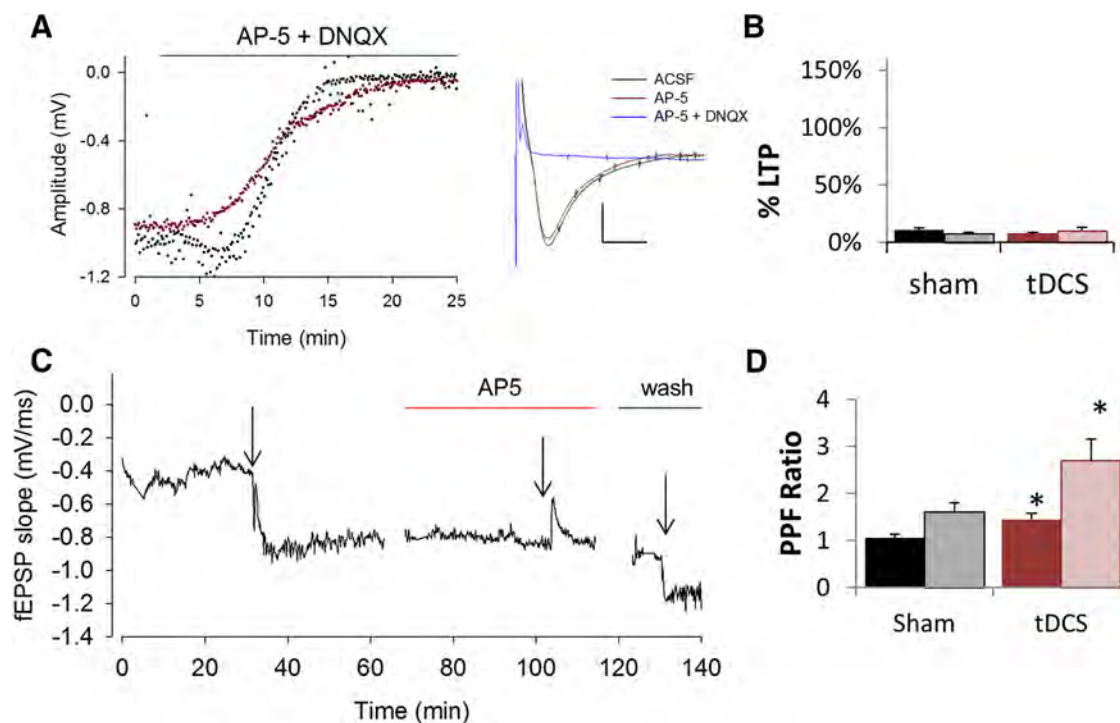 A
AP-5 + DNQX
0.0
-0.4
-0.8
-1.2
Amplitude (mV)
0 5 10 15 20 25
Time (min)
ACSF
AP-5
AP-5 + DNQX
B
150%
100%
50%
0%
% LTP
sham tDCS
C
AP5 wash
0.0
-0.2
-0.4
-0.6
-0.8
-1.0
-1.2
-1.4
fEPSP slope (mV/ms)
0 20 40 60 80 100 120 140
Time (min)
D
4
3
2
1
0
PPF Ratio
* *
Sham tDCS